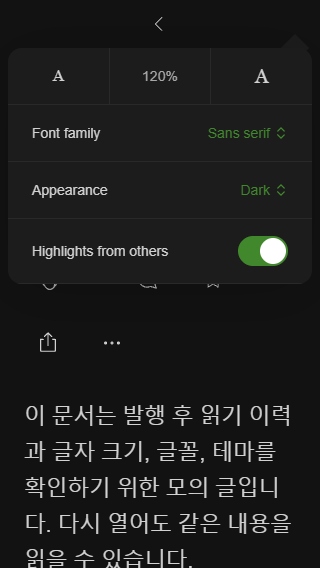 A
120%
A
Font family
Sans serif
Appearance
Dark
Highlights from others
이 문서는 발행 후 읽기 이력
과 글자 크기, 글꼴, 테마를
확인하기 위한 모의 글입니
다. 다시 열어도 같은 내용을
읽을 수 있습니다.